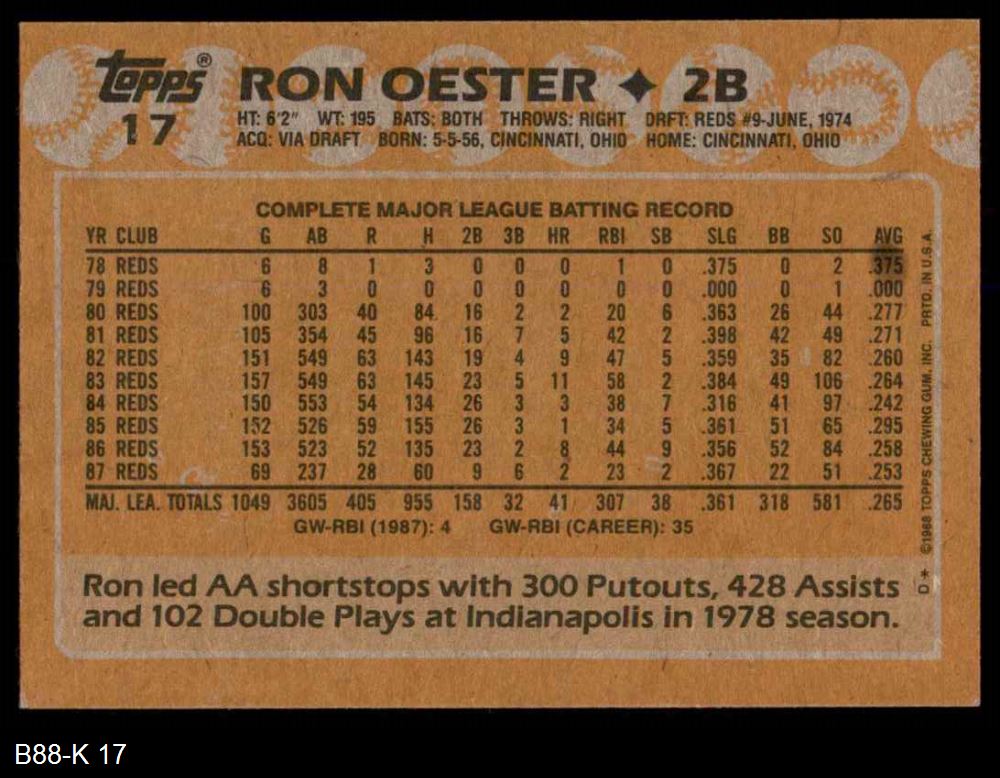 Topps® RON OESTER ✦ 2B
17
HT: 6'2" WT: 195 BATS: BOTH THROWS: RIGHT DRFT: REDS #9-JUNE, 1974
ACQ: VIA DRAFT BORN: 5-5-56, CINCINNATI, OHIO HOME: CINCINNATI, OHIO
COMPLETE MAJOR LEAGUE BATTING RECORD
YR CLUB G AB R H 2B 3B HR RBI SB SLG BB SO AVG
78 REDS 6 8 1 3 0 0 0 1 0 .375 0 2 .375
79 REDS 6 3 0 0 0 0 0 0 0 .000 0 1 .000
80 REDS 100 303 40 84 16 2 2 20 6 .363 26 44 .277
81 REDS 105 354 45 96 16 7 5 42 2 .398 42 49 .271
82 REDS 151 549 63 143 19 4 9 47 5 .359 35 82 .260
83 REDS 157 549 63 145 23 5 11 58 2 .384 49 106 .264
84 REDS 150 553 54 134 26 3 3 38 7 .316 41 97 .242
85 REDS 152 526 59 155 26 3 1 34 5 .361 51 65 .295
86 REDS 153 523 52 135 23 2 8 44 9 .356 52 84 .258
87 REDS 69 237 28 60 9 6 2 23 2 .367 22 51 .253
MAJ. LEA. TOTALS 1049 3605 405 955 158 32 41 307 38 .361 318 581 .265
GW-RBI (1987): 4 GW-RBI (CAREER): 35
Ron led AA shortstops with 300 Putouts, 428 Assists
and 102 Double Plays at Indianapolis in 1978 season.
D* ©1988 TOPPS CHEWING GUM, INC. PRTD. IN U.S.A.
B88-K 17